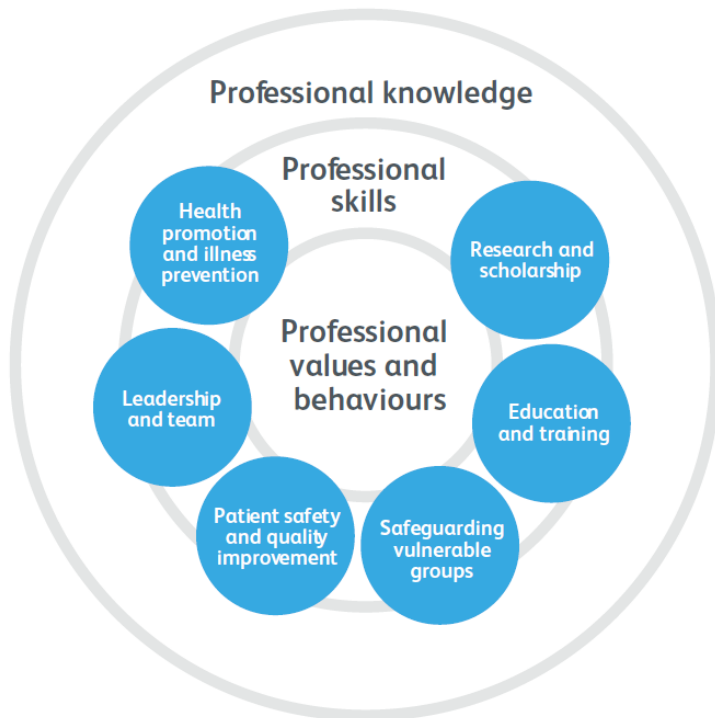 Professional knowledge
Professional
skills
Professional
values and
behaviours
Health
promotion
and illness
prevention
Leadership
and team
Patient safety
and quality
improvement
Safeguarding
vulnerable
groups
Education
and training
Research and
scholarship